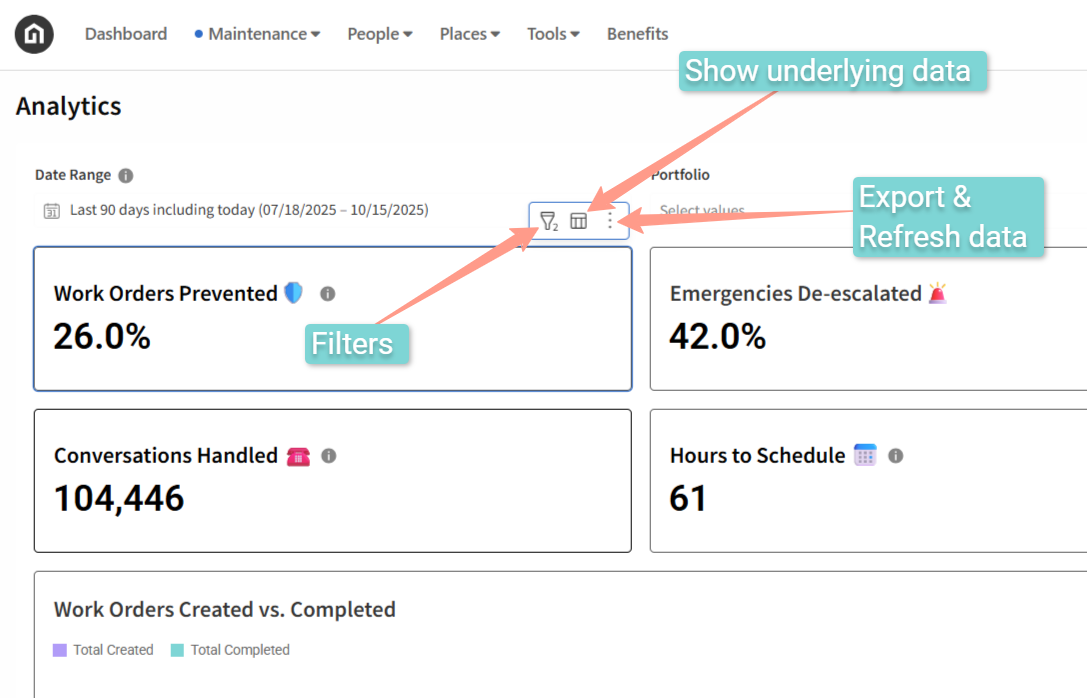 Dashboard Maintenance People Places Tools Benefits
Show underlying data
Analytics
Date Range Portfolio
31 Last 90 days including today (07/18/2025 – 10/15/2025) Select values
2
Export &
Refresh data
Work Orders Prevented Emergencies De-escalated
26.0% 42.0%
Filters
Conversations Handled Hours to Schedule
104,446 61
Work Orders Created vs. Completed
Total Created Total Completed